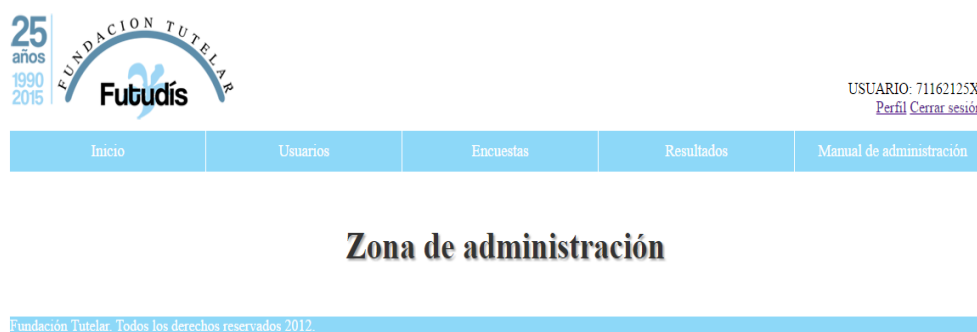 25
años
1990
2015
FUNDACION TUTELAR
Futudís
USUARIO: 71162125X
Perfil Cerrar sesión
Inicio Usuarios Encuestas Resultados Manual de administración
Zona de administración
Fundación Tutelar. Todos los derechos reservados 2012.